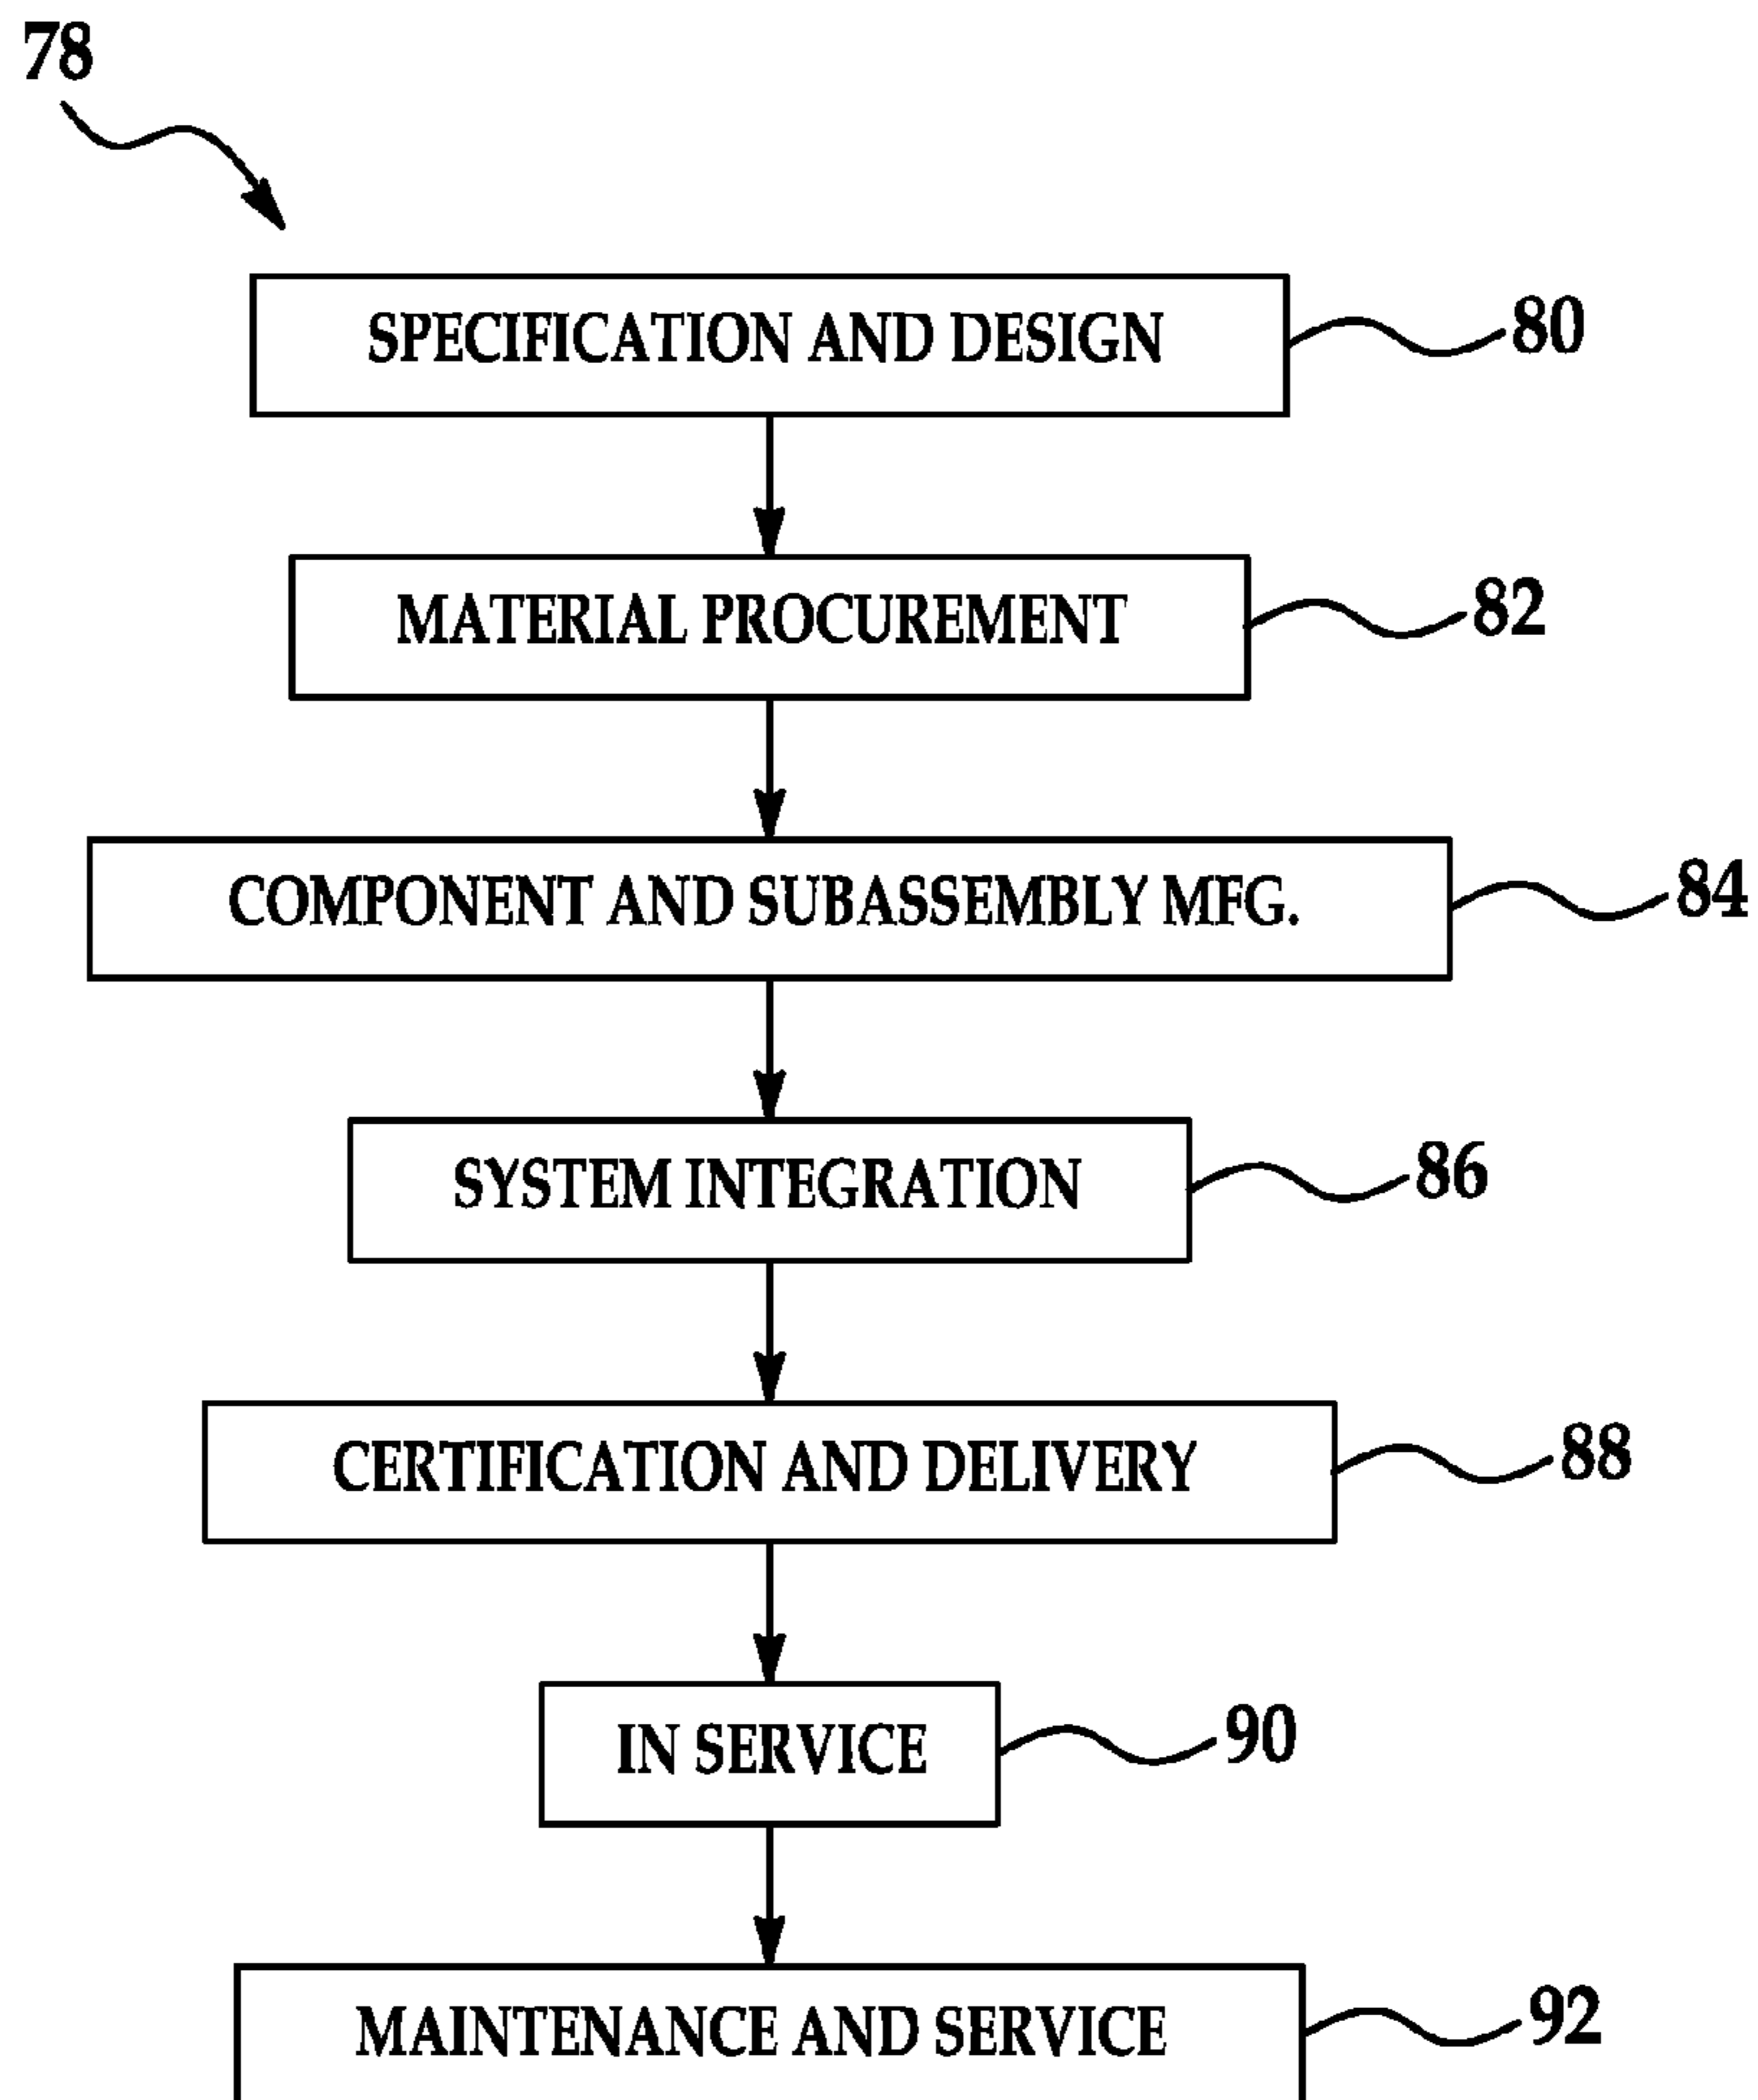 78
SPECIFICATION AND DESIGN 80
MATERIAL PROCUREMENT 82
COMPONENT AND SUBASSEMBLY MFG. 84
SYSTEM INTEGRATION 86
CERTIFICATION AND DELIVERY 88
IN SERVICE 90
MAINTENANCE AND SERVICE 92